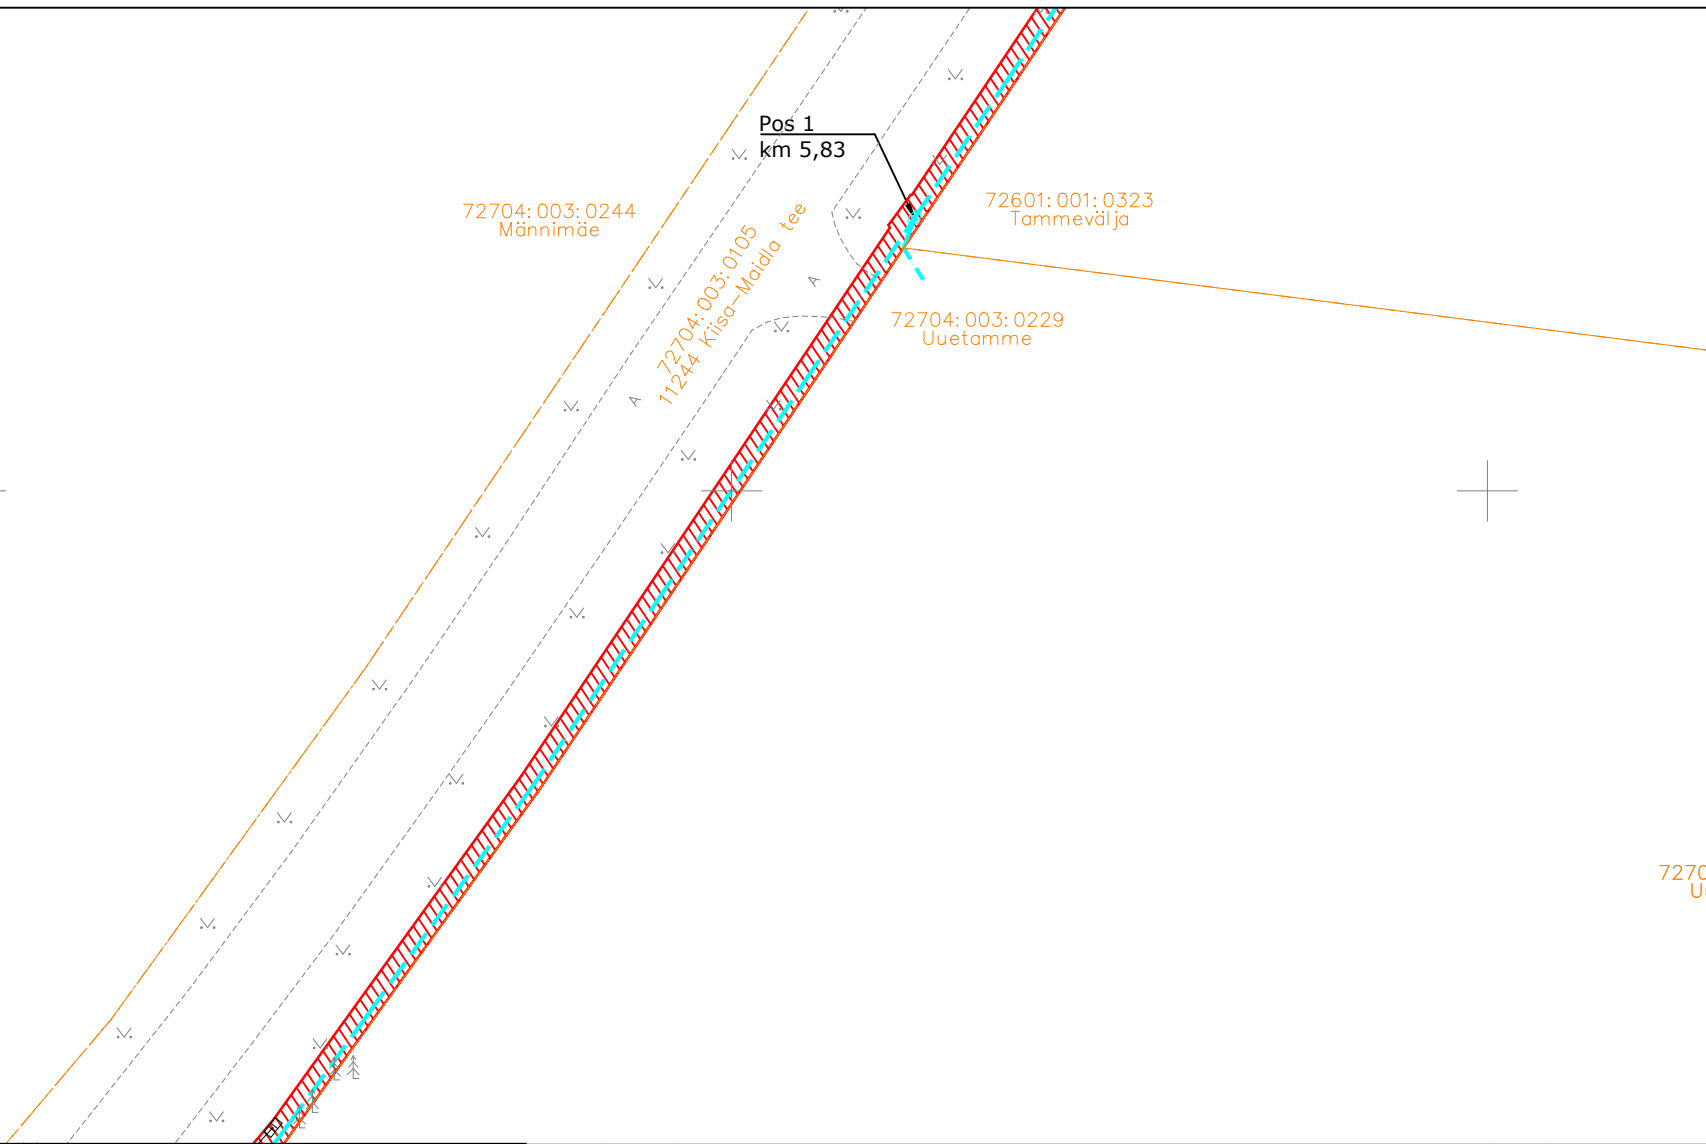 Pos 1
km 5,83
72704:003:0244
Männimäe
72601:001:0323
Tammevälja
72704:003:0105
11244 Kiisa-Maidla tee
A
A
72704:003:0229
Uuetamme